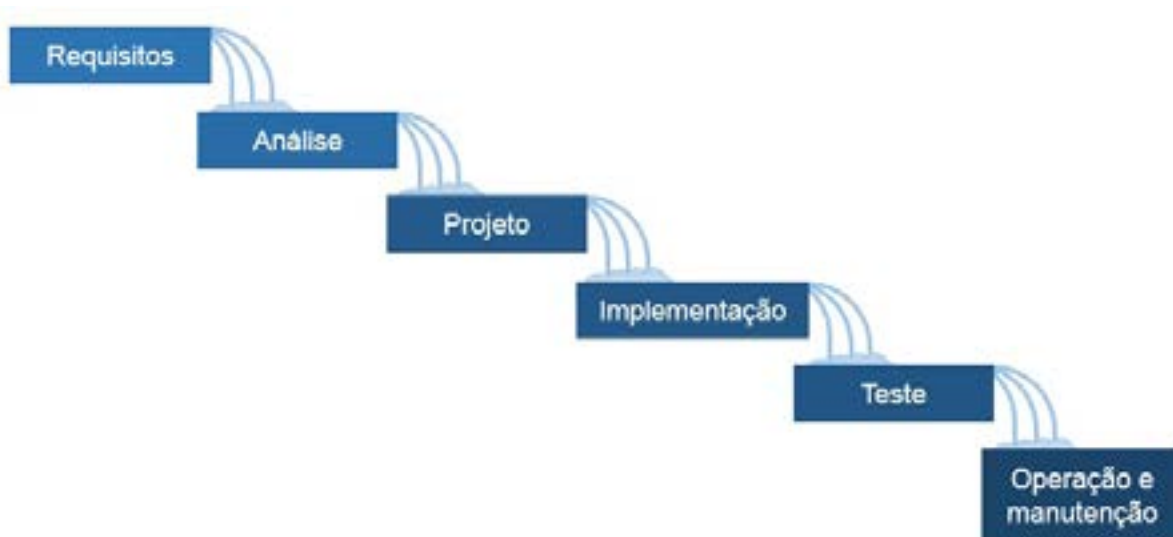 Requisitos
Análise
Projeto
Implementação
Teste
Operação e
manutenção